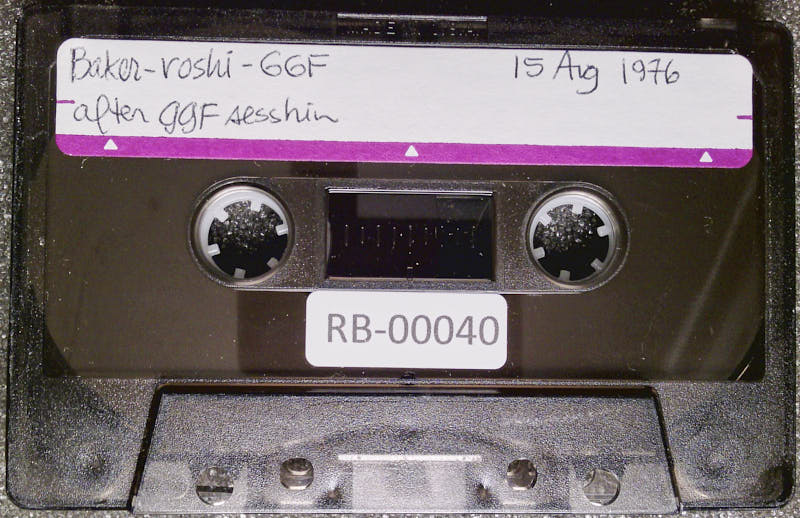 Baker-roshi-GGF 15 Aug 1976
after GGF sesshin
RB-00040